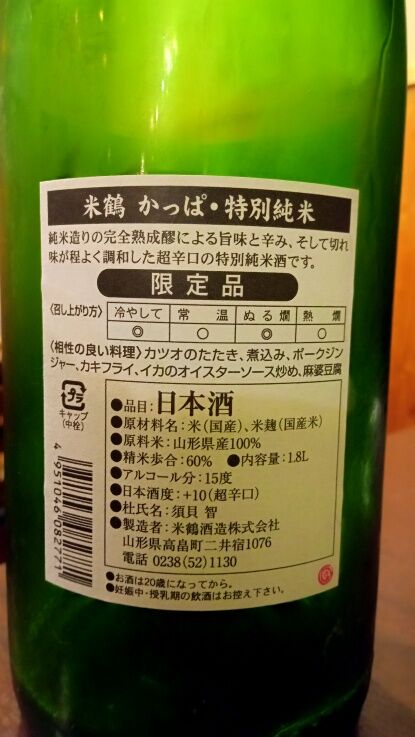 米鶴 かっぱ・特別純米
純米造りの完全熟成醪による旨味と辛み、そして切れ
味が程よく調和した超辛口の特別純米酒です。
限定品
〈召し上がり方〉 冷やして 常温 ぬる燗 熱燗
◎ ○ ◎ ○
〈相性の良い料理〉カツオのたたき、煮込み、ポークジン
ジャー、カキフライ、イカのオイスターソース炒め、麻婆豆腐
プラ
キャップ
(中栓)
●品目:日本酒
●原材料名:米(国産)、米麹(国産米)
●原料米:山形県産100%
●精米歩合:60% ●内容量:1.8L
●アルコール分:15度
●日本酒度:+10(超辛口)
●杜氏名:須貝 智
●製造者:米鶴酒造株式会社
山形県高畠町二井宿1076
電話 0238(52)1130
4951046082771
●お酒は20歳になってから。
●妊娠中・授乳期の飲酒はお控え下さい。